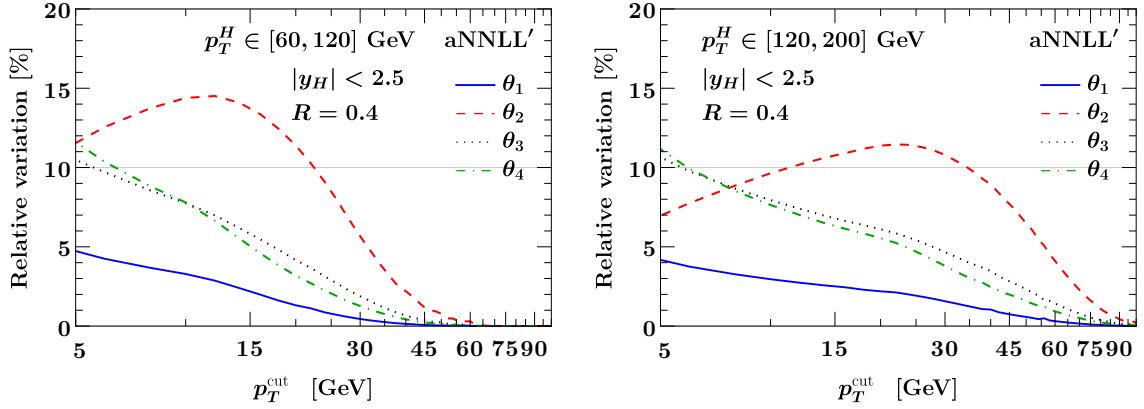 20
15
10
5
0
Relative variation [%]
p_T^H ∈ [60, 120] GeV
|y_H| < 2.5
R = 0.4
aNNLL′
θ₁
θ₂
θ₃
θ₄
5 15 30 45 60 75 90
p_T^cut [GeV]
20
15
10
5
0
Relative variation [%]
p_T^H ∈ [120, 200] GeV
|y_H| < 2.5
R = 0.4
aNNLL′
θ₁
θ₂
θ₃
θ₄
5 15 30 45 60 75 90
p_T^cut [GeV]